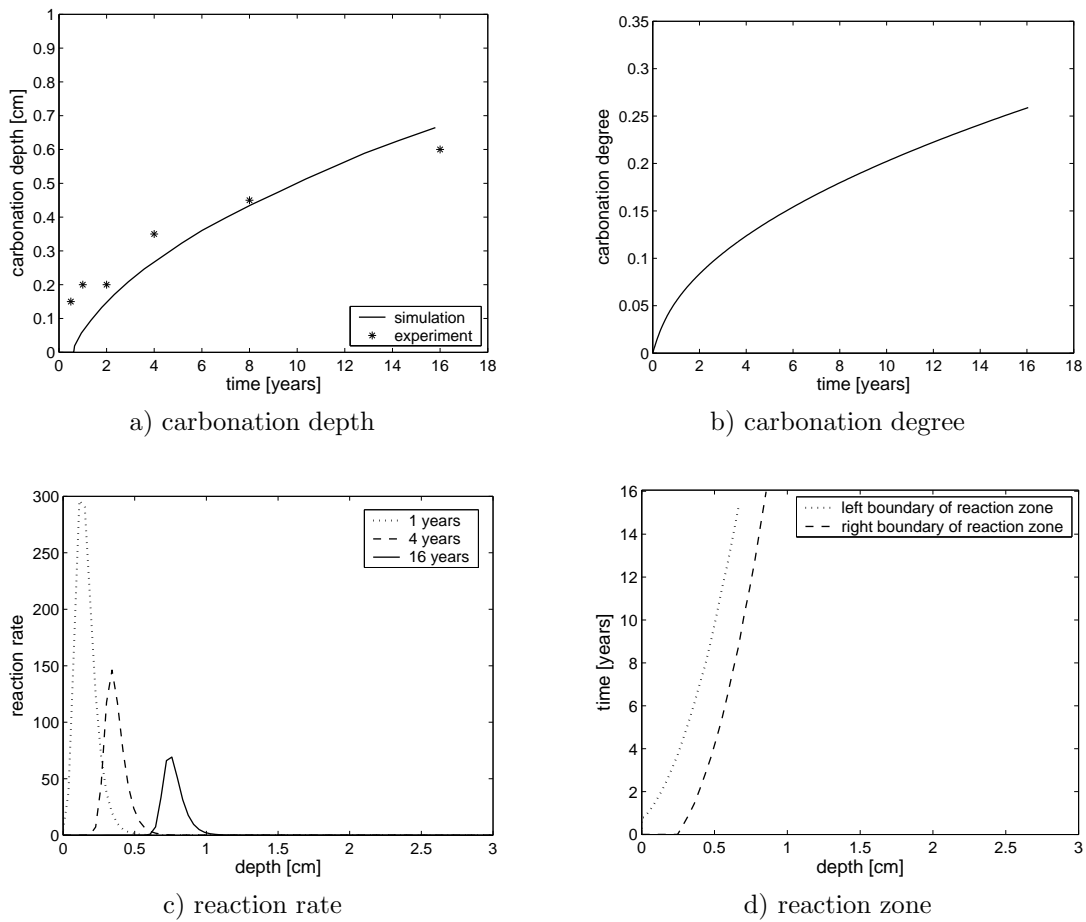 1
0.9
0.8
0.7
0.6
0.5
0.4
0.3
0.2
0.1
0
carbonation depth [cm]
simulation
experiment
0 2 4 6 8 10 12 14 16 18
time [years]
a) carbonation depth
0.35
0.3
0.25
0.2
0.15
0.1
0.05
0
carbonation degree
0 2 4 6 8 10 12 14 16 18
time [years]
b) carbonation degree
300
250
200
150
100
50
0
reaction rate
1 years
4 years
16 years
0 0.5 1 1.5 2 2.5 3
depth [cm]
c) reaction rate
16
14
12
10
8
6
4
2
0
time [years]
left boundary of reaction zone
right boundary of reaction zone
0 0.5 1 1.5 2 2.5 3
depth [cm]
d) reaction zone